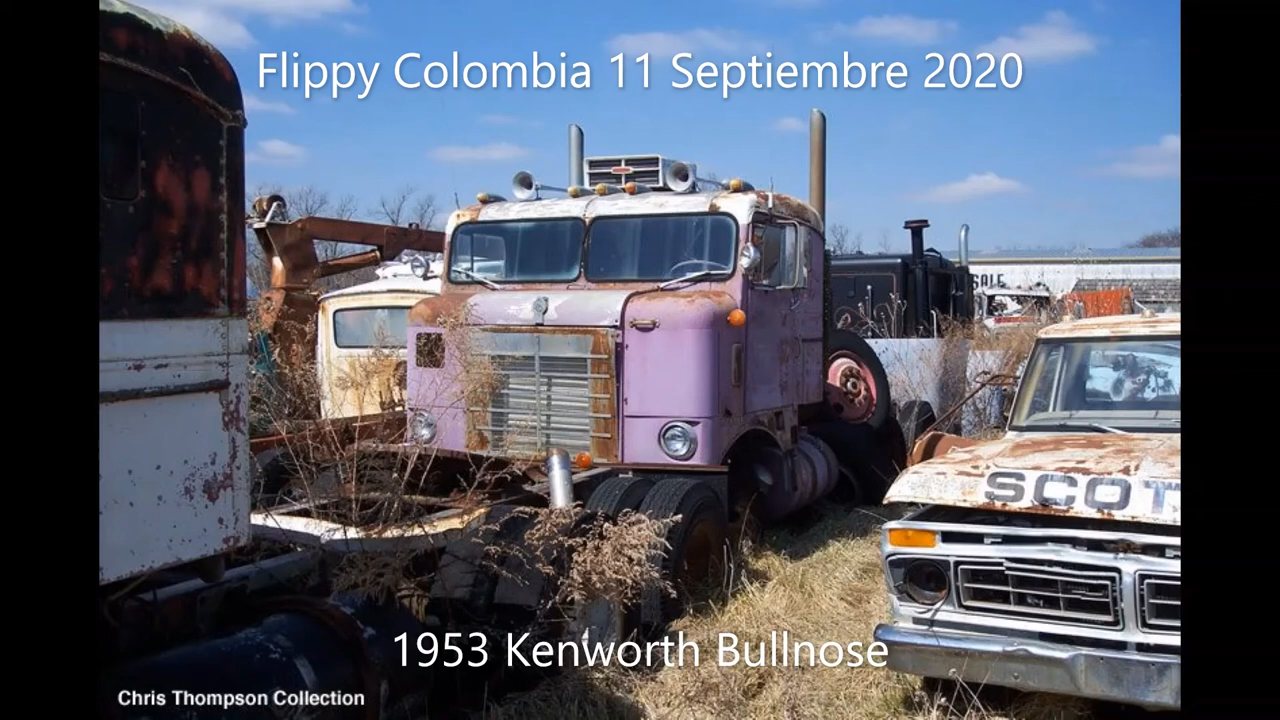 Flippy Colombia 11 Septiembre 2020
SALE
SCOT
1953 Kenworth Bullnose
Chris Thompson Collection